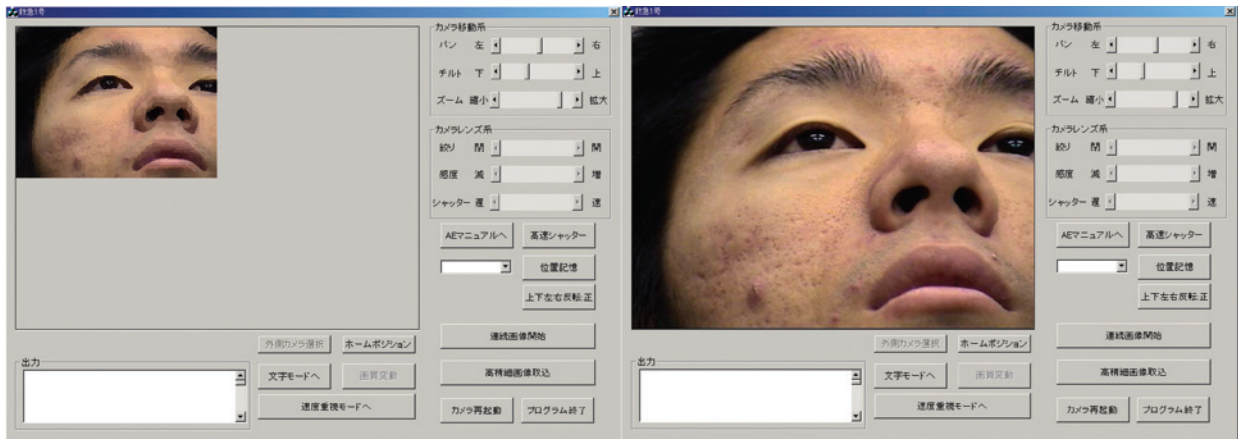 救急1号
カメラ移動系
パン 左 右
チルト 下 上
ズーム 縮小 拡大
カメラレンズ系
絞り 閉 開
感度 減 増
シャッター 遅 速
AEマニュアルへ 高速シャッター
位置記憶
上下左右反転:正
連続画像開始
外側カメラ選択 ホームポジション
出力
文字モードへ 画質変動
高精細画像取込
速度重視モードへ
カメラ再起動 プログラム終了
救急1号
カメラ移動系
パン 左 右
チルト 下 上
ズーム 縮小 拡大
カメラレンズ系
絞り 閉 開
感度 減 増
シャッター 遅 速
AEマニュアルへ 高速シャッター
位置記憶
上下左右反転:正
連続画像開始
外側カメラ選択 ホームポジション
出力
文字モードへ 画質変動
高精細画像取込
速度重視モードへ
カメラ再起動 プログラム終了